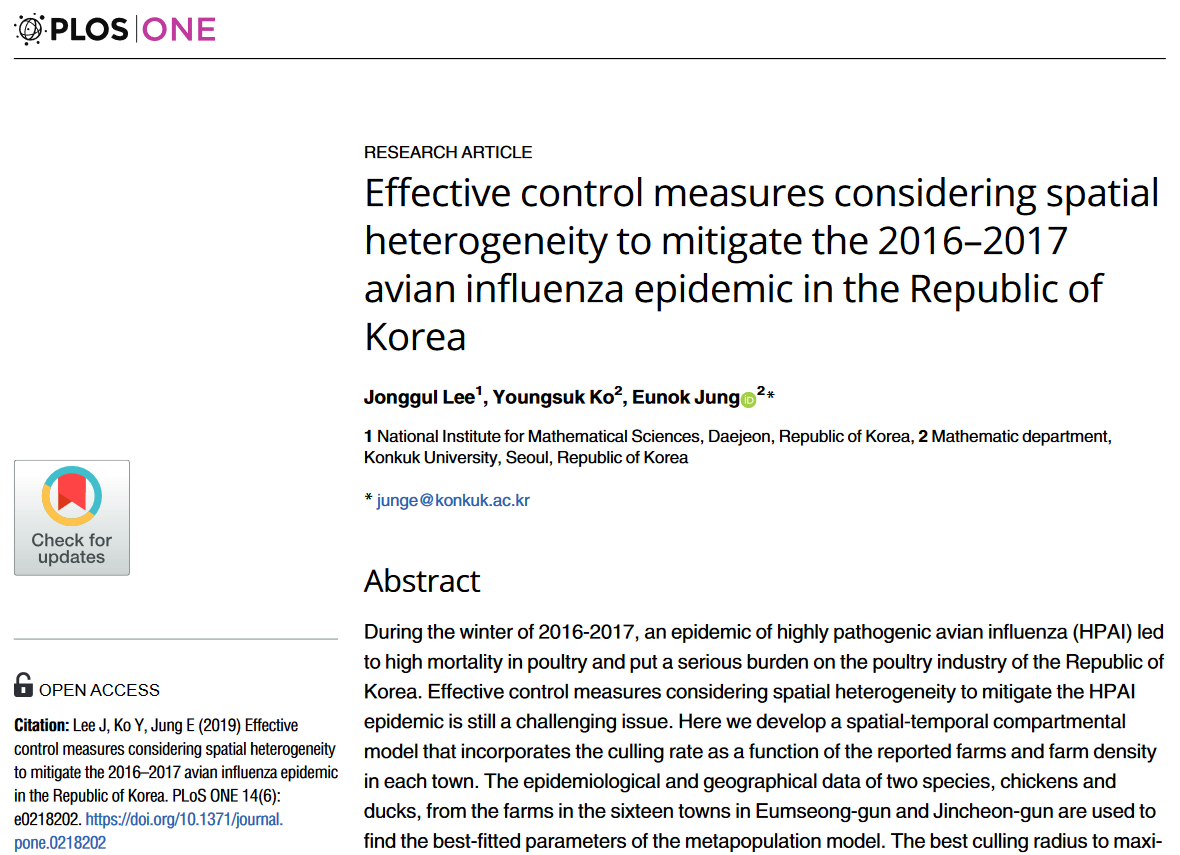 PLOS ONE
RESEARCH ARTICLE
Effective control measures considering spatial
heterogeneity to mitigate the 2016–2017
avian influenza epidemic in the Republic of
Korea
Jonggul Lee1, Youngsuk Ko2, Eunok Jung iD 2*
1 National Institute for Mathematical Sciences, Daejeon, Republic of Korea, 2 Mathematic department,
Konkuk University, Seoul, Republic of Korea
* junge@konkuk.ac.kr
Abstract
During the winter of 2016-2017, an epidemic of highly pathogenic avian influenza (HPAI) led
to high mortality in poultry and put a serious burden on the poultry industry of the Republic of
Korea. Effective control measures considering spatial heterogeneity to mitigate the HPAI
epidemic is still a challenging issue. Here we develop a spatial-temporal compartmental
model that incorporates the culling rate as a function of the reported farms and farm density
in each town. The epidemiological and geographical data of two species, chickens and
ducks, from the farms in the sixteen towns in Eumseong-gun and Jincheon-gun are used to
find the best-fitted parameters of the metapopulation model. The best culling radius to maxi-
Check for
updates
OPEN ACCESS
Citation: Lee J, Ko Y, Jung E (2019) Effective
control measures considering spatial heterogeneity
to mitigate the 2016–2017 avian influenza epidemic
in the Republic of Korea. PLoS ONE 14(6):
e0218202. https://doi.org/10.1371/journal.
pone.0218202